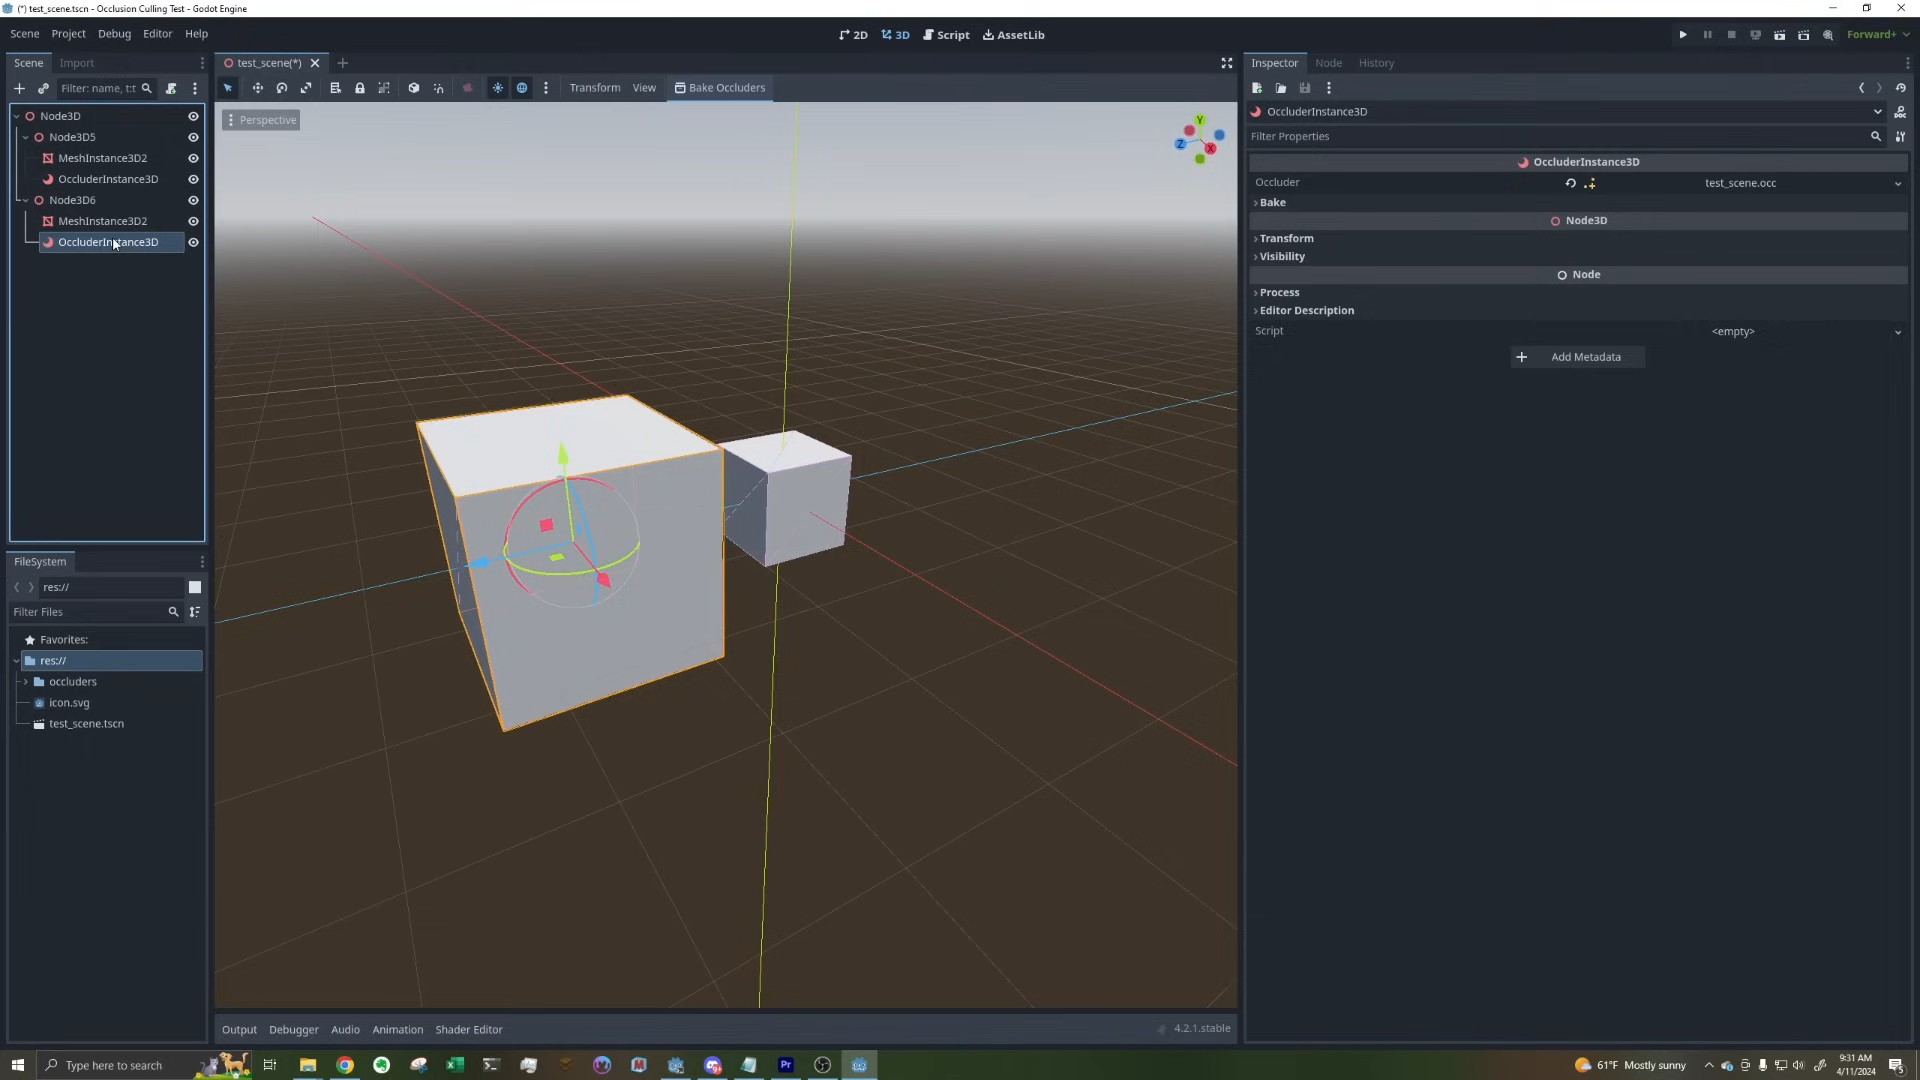 (*) test_scene.tscn - Occlusion Culling Test - Godot Engine
Scene Project Debug Editor Help
2D 3D Script AssetLib
Forward+
Scene Import
test_scene(*)
Inspector Node History
Filter: name, t:t
Transform View Bake Occluders
Perspective
Y
Z
X
Node3D
Node3D5
MeshInstance3D2
OccluderInstance3D
Node3D6
MeshInstance3D2
OccluderInstance3D
OccluderInstance3D
Filter Properties
OccluderInstance3D
Occluder test_scene.occ
Bake
Node3D
Transform
Visibility
Node
Process
Editor Description
Script <empty>
Add Metadata
FileSystem
res://
Filter Files
Favorites:
res://
occluders
icon.svg
test_scene.tscn
Output Debugger Audio Animation Shader Editor
4.2.1.stable
Type here to search
Pr
61°F Mostly sunny
9:31 AM
4/11/2024